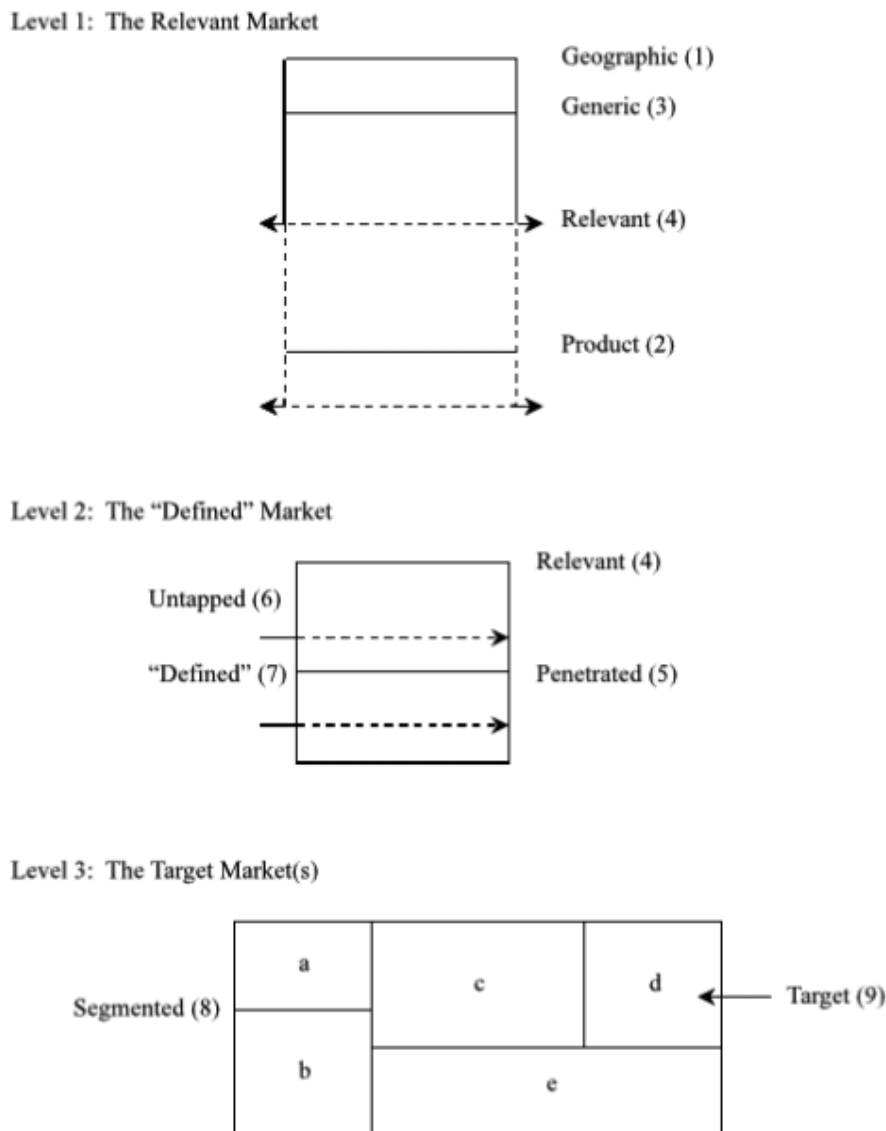 Level 1: The Relevant Market
Geographic (1)
Generic (3)
Relevant (4)
Product (2)
Level 2: The “Defined” Market
Relevant (4)
Untapped (6)
“Defined” (7)
Penetrated (5)
Level 3: The Target Market(s)
a
c
d
Target (9)
Segmented (8)
b
e